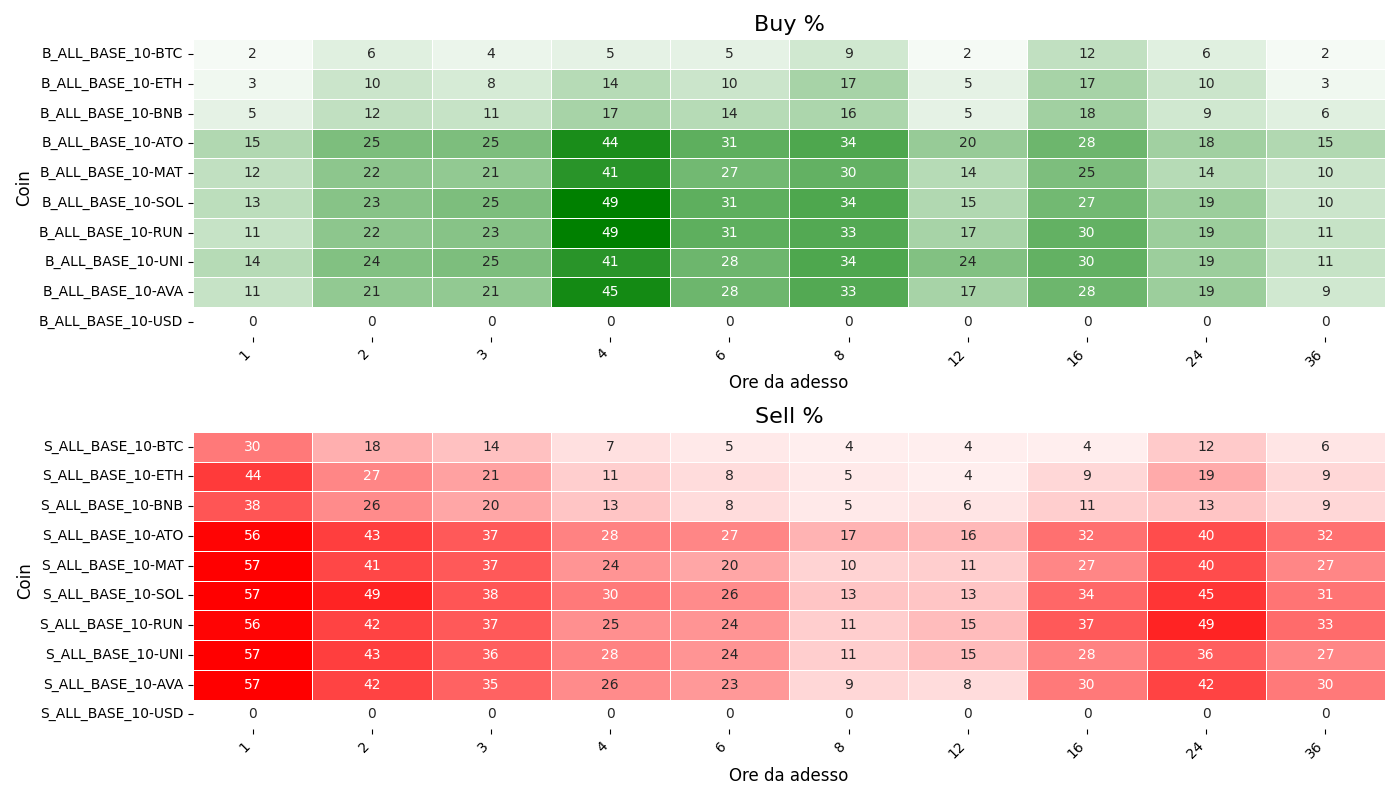 Buy %
Coin
B_ALL_BASE_10-BTC 2 6 4 5 5 9 2 12 6 2
B_ALL_BASE_10-ETH 3 10 8 14 10 17 5 17 10 3
B_ALL_BASE_10-BNB 5 12 11 17 14 16 5 18 9 6
B_ALL_BASE_10-ATO 15 25 25 44 31 34 20 28 18 15
B_ALL_BASE_10-MAT 12 22 21 41 27 30 14 25 14 10
B_ALL_BASE_10-SOL 13 23 25 49 31 34 15 27 19 10
B_ALL_BASE_10-RUN 11 22 23 49 31 33 17 30 19 11
B_ALL_BASE_10-UNI 14 24 25 41 28 34 24 30 19 11
B_ALL_BASE_10-AVA 11 21 21 45 28 33 17 28 19 9
B_ALL_BASE_10-USD 0 0 0 0 0 0 0 0 0 0
1 2 3 4 6 8 12 16 24 36
Ore da adesso
Sell %
Coin
S_ALL_BASE_10-BTC 30 18 14 7 5 4 4 4 12 6
S_ALL_BASE_10-ETH 44 27 21 11 8 5 4 9 19 9
S_ALL_BASE_10-BNB 38 26 20 13 8 5 6 11 13 9
S_ALL_BASE_10-ATO 56 43 37 28 27 17 16 32 40 32
S_ALL_BASE_10-MAT 57 41 37 24 20 10 11 27 40 27
S_ALL_BASE_10-SOL 57 49 38 30 26 13 13 34 45 31
S_ALL_BASE_10-RUN 56 42 37 25 24 11 15 37 49 33
S_ALL_BASE_10-UNI 57 43 36 28 24 11 15 28 36 27
S_ALL_BASE_10-AVA 57 42 35 26 23 9 8 30 42 30
S_ALL_BASE_10-USD 0 0 0 0 0 0 0 0 0 0
1 2 3 4 6 8 12 16 24 36
Ore da adesso